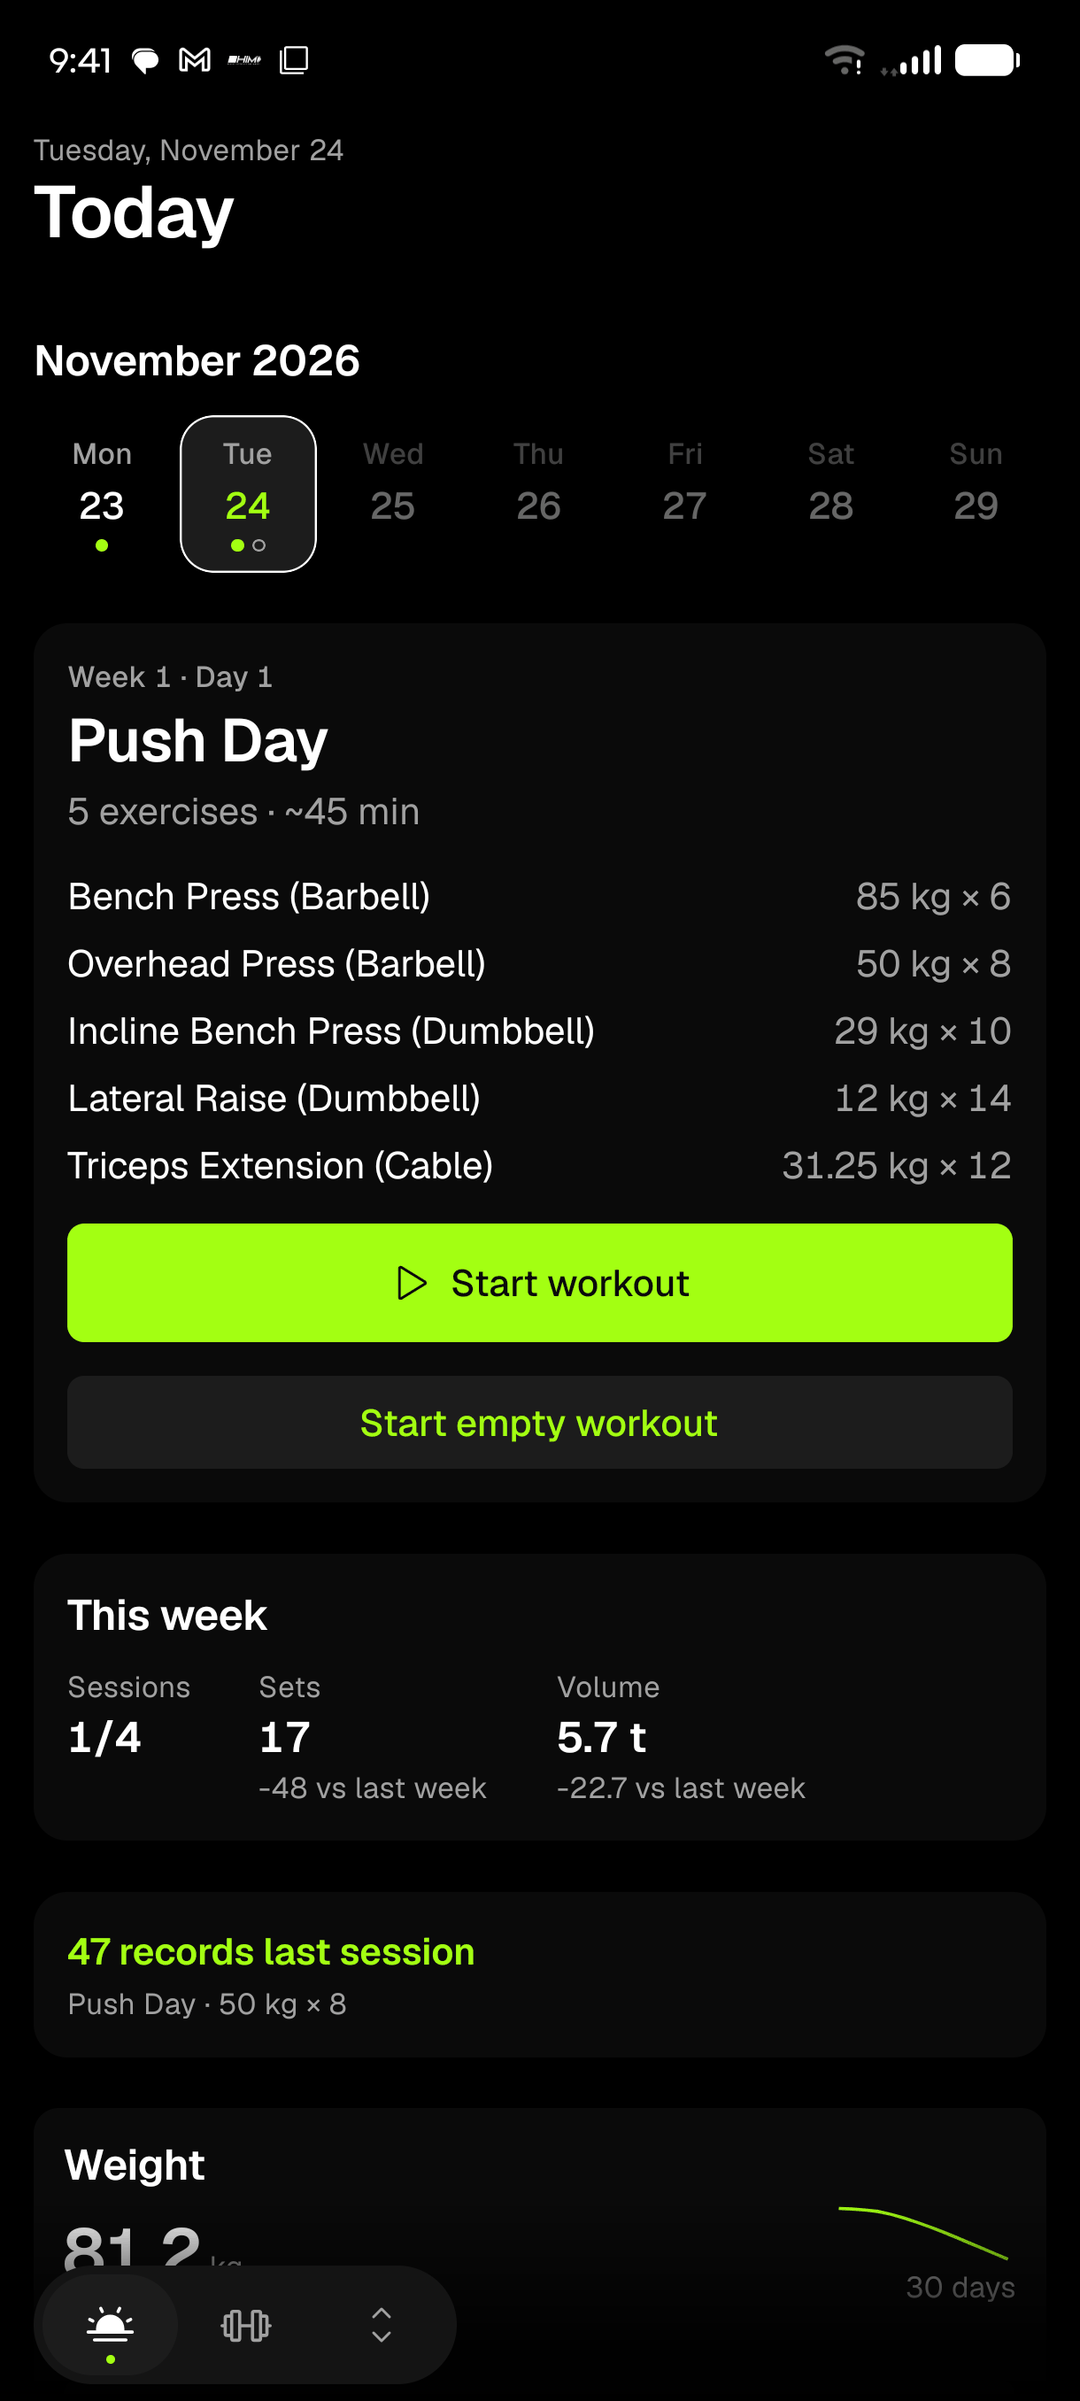 9:41
Tuesday, November 24
Today
November 2026
Mon Tue Wed Thu Fri Sat Sun
23 24 25 26 27 28 29
Week 1 · Day 1
Push Day
5 exercises · ~45 min
Bench Press (Barbell) 85 kg × 6
Overhead Press (Barbell) 50 kg × 8
Incline Bench Press (Dumbbell) 29 kg × 10
Lateral Raise (Dumbbell) 12 kg × 14
Triceps Extension (Cable) 31.25 kg × 12
Start workout
Start empty workout
This week
Sessions Sets Volume
1/4 17 5.7 t
-48 vs last week -22.7 vs last week
47 records last session
Push Day · 50 kg × 8
Weight
81.2 kg
30 days